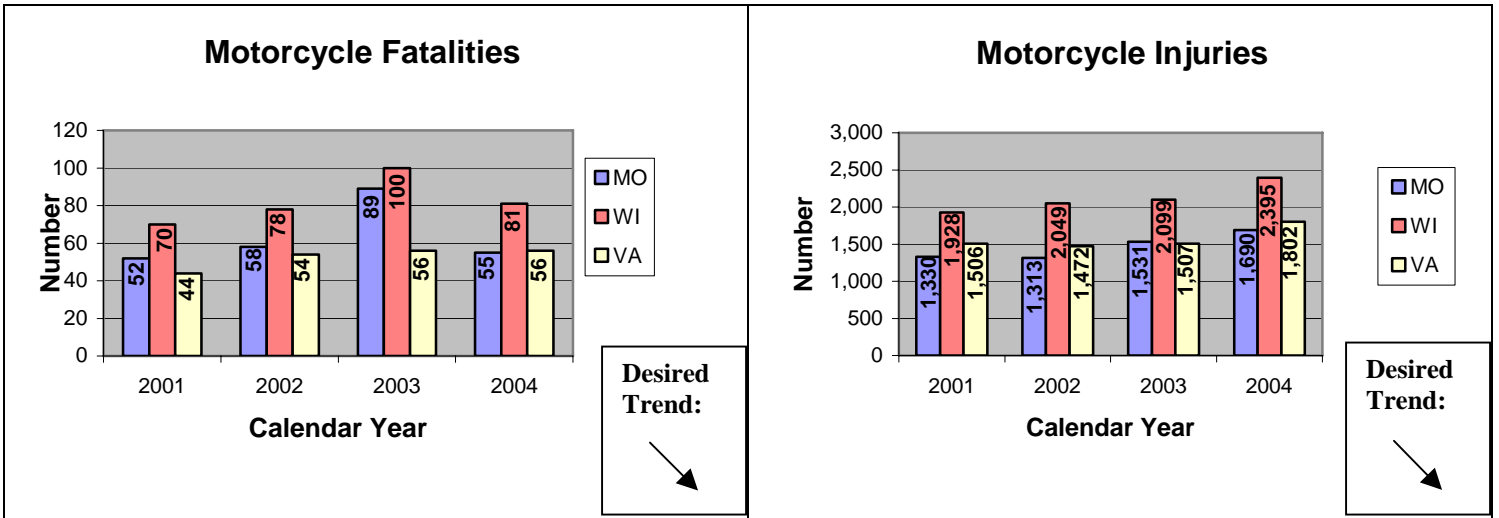 Motorcycle Fatalities
120
100
80
60
40
20
0
Number
52
70
44
58
78
54
89
100
56
55
81
56
2001 2002 2003 2004
Calendar Year
MO
WI
VA
Desired
Trend:
Motorcycle Injuries
3,000
2,500
2,000
1,500
1,000
500
0
Number
1,330
1,928
1,506
1,313
2,049
1,472
1,531
2,099
1,507
1,690
2,395
1,802
2001 2002 2003 2004
Calendar Year
MO
WI
VA
Desired
Trend: